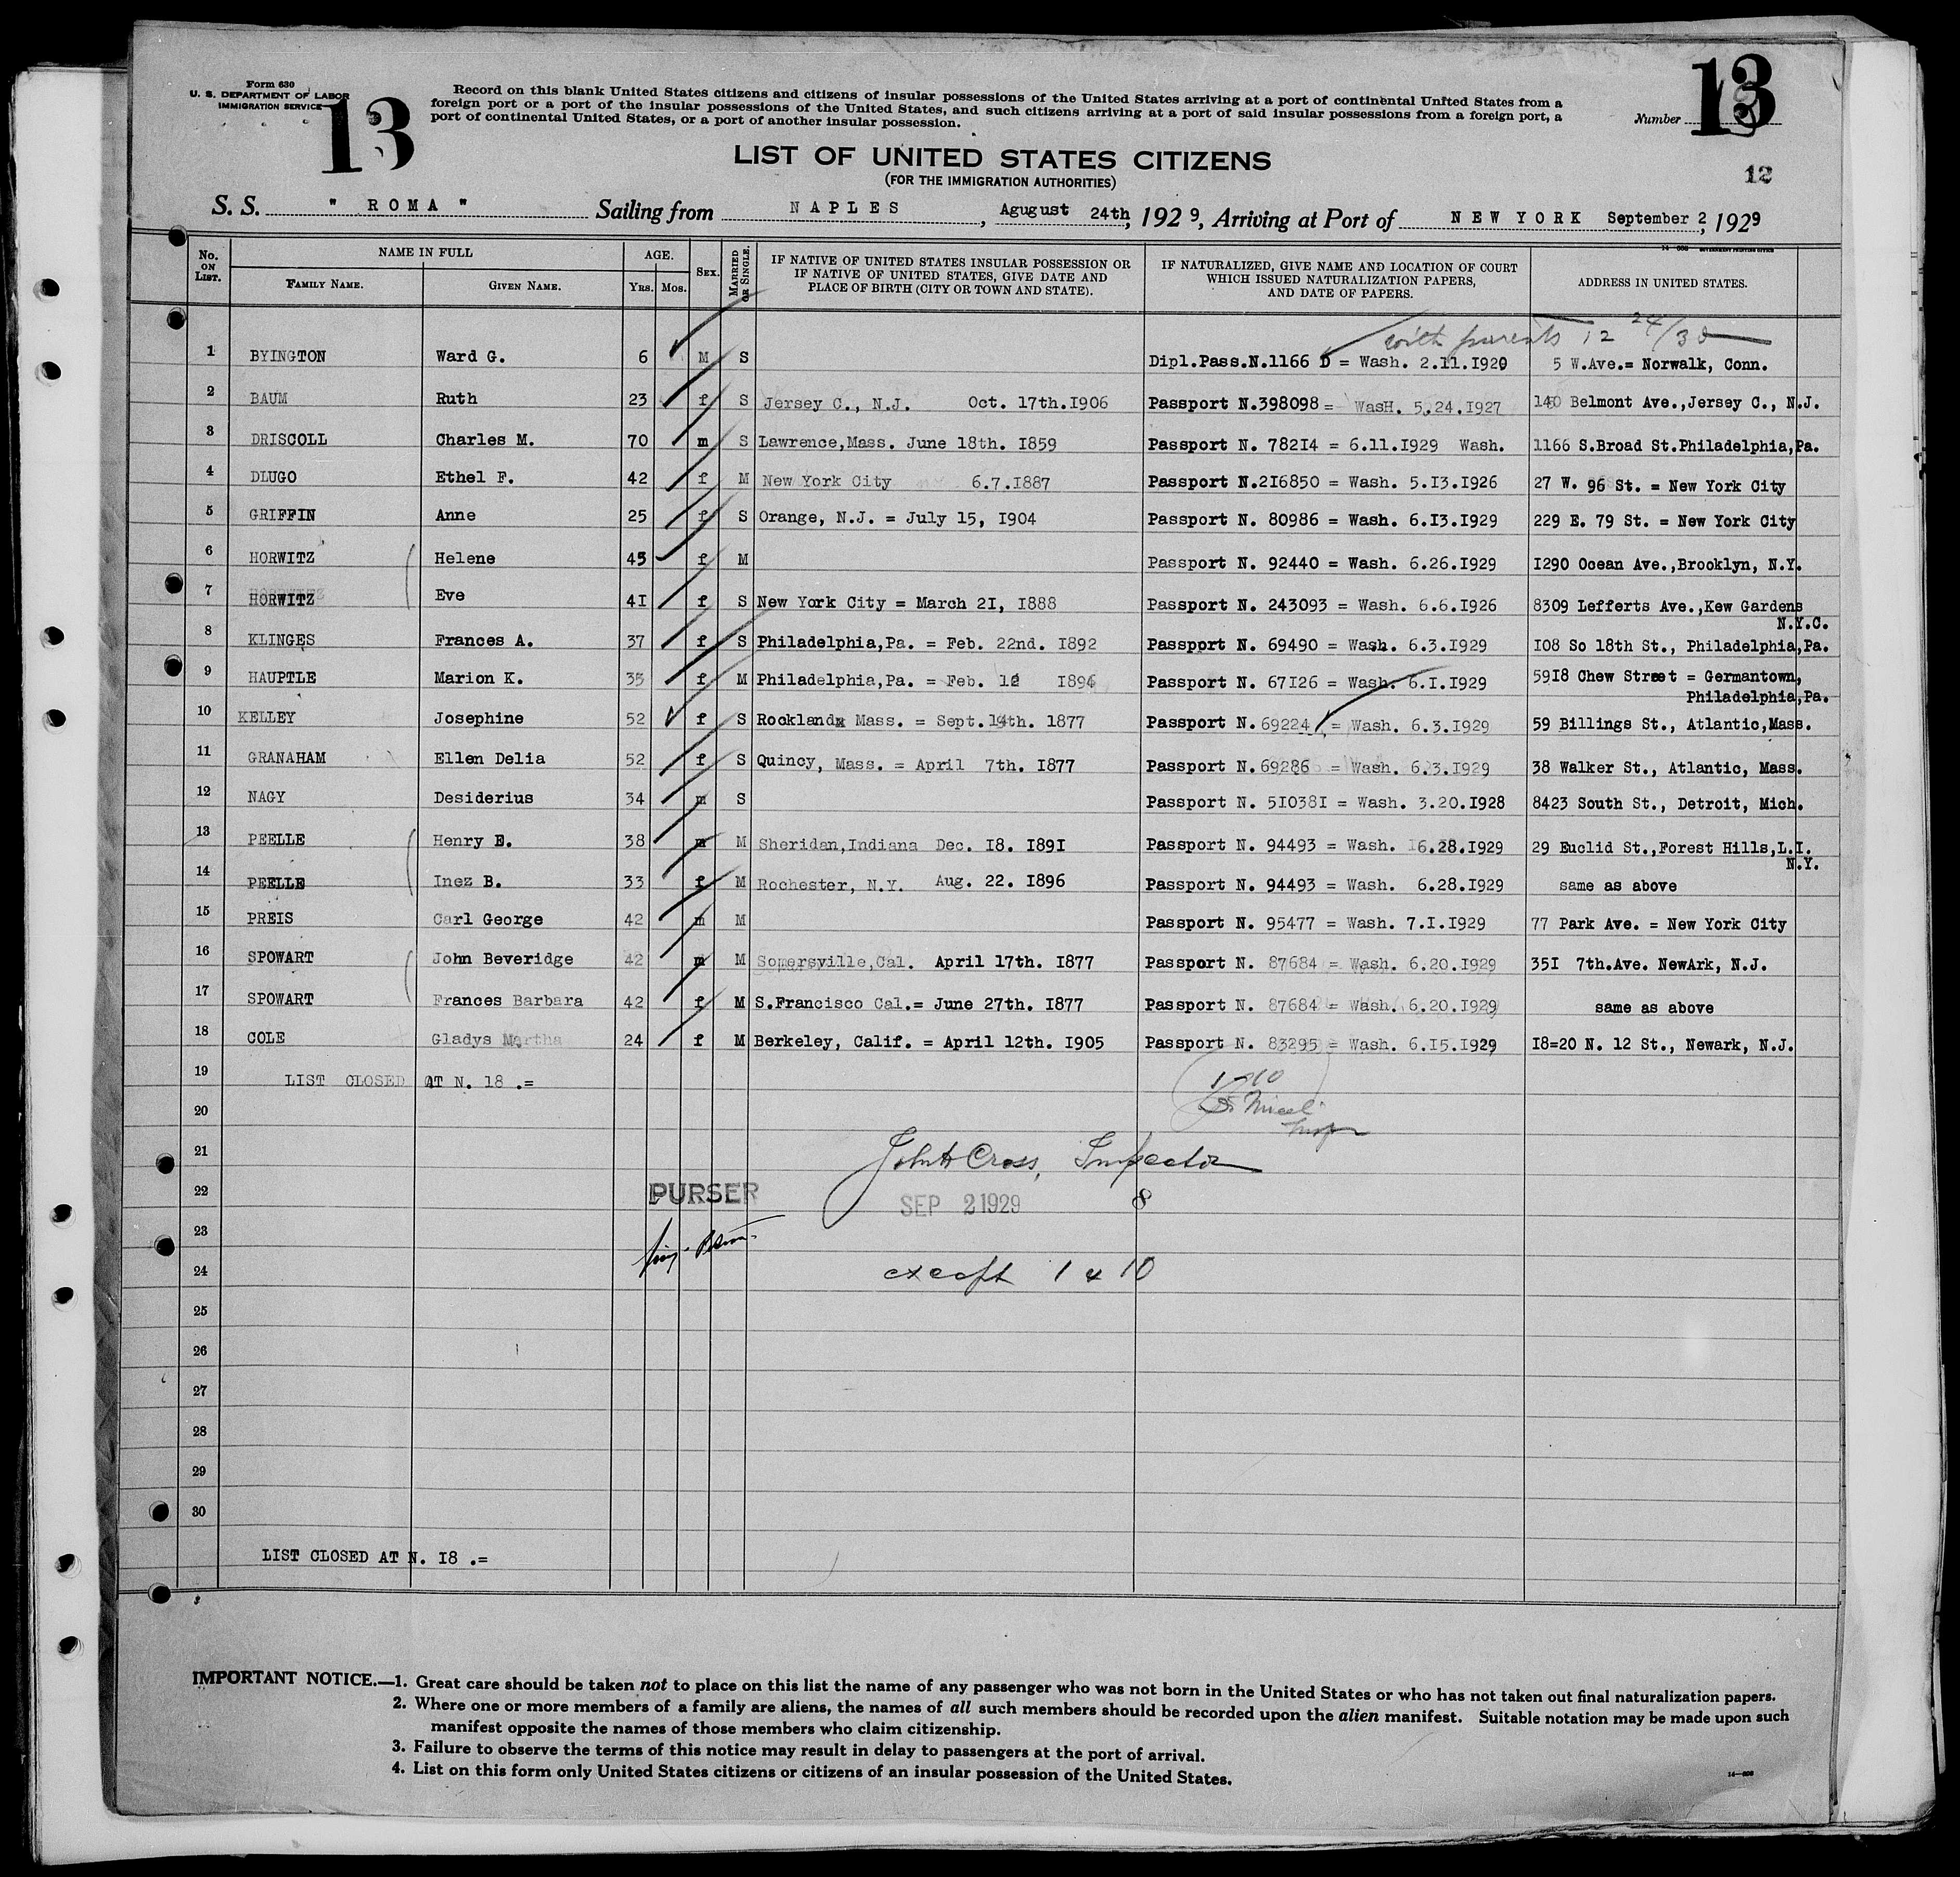 Form 630
U. S. DEPARTMENT OF LABOR
IMMIGRATION SERVICE
13
Record on this blank United States citizens and citizens of insular possessions of the United States arriving at a port of continental United States from a
foreign port or a port of the insular possessions of the United States, and such citizens arriving at a port of said insular possessions from a foreign port, a
port of continental United States, or a port of another insular possession.
Number 13
12
LIST OF UNITED STATES CITIZENS
(FOR THE IMMIGRATION AUTHORITIES)
S. S. " ROMA " Sailing from NAPLES, Agugust 24th, 1929, Arriving at Port of NEW YORK September 2, 1929
14—608 GOVERNMENT PRINTING OFFICE
No. ON LIST. NAME IN FULL FAMILY NAME. GIVEN NAME. AGE. YRS. MOS. SEX. MARRIED OR SINGLE. IF NATIVE OF UNITED STATES INSULAR POSSESSION OR IF NATIVE OF UNITED STATES, GIVE DATE AND PLACE OF BIRTH (CITY OR TOWN AND STATE). IF NATURALIZED, GIVE NAME AND LOCATION OF COURT WHICH ISSUED NATURALIZATION PAPERS, AND DATE OF PAPERS. ADDRESS IN UNITED STATES.
with parents 12 24/30
1 BYINGTON Ward G. 6 M S Dipl.Pass.N.1166 D = Wash. 2.11.1920 5 W.Ave.= Norwalk, Conn.
2 BAUM Ruth 23 f S Jersey C., N.J. Oct. 17th.1906 Passport N.398098 = WasH. 5.24.1927 140 Belmont Ave.,Jersey C., N.J.
3 DRISCOLL Charles M. 70 m S Lawrence,Mass. June 18th. 1859 Passport N. 78214 = 6.11.1929 Wash. 1166 S.Broad St.Philadelphia,Pa.
4 DLUGO Ethel F. 42 f M New York City 6.7.1887 Passport N.216850 = Wash. 5.13.1926 27 W. 96 St. = New York City
5 GRIFFIN Anne 25 f S Orange, N.J. = July 15, 1904 Passport N. 80986 = Wash. 6.13.1929 229 E. 79 St. = New York City
6 HORWITZ Helene 45 f M Passport N. 92440 = Wash. 6.26.1929 1290 Ocean Ave.,Brooklyn, N.Y.
7 HORWITZ Eve 41 f S New York City = March 21, 1888 Passport N. 243093 = Wash. 6.6.1926 8309 Lefferts Ave.,Kew Gardens
N.Y.C.
8 KLINGES Frances A. 37 f S Philadelphia,Pa. = Feb. 22nd. 1892 Passport N. 69490 = Wash. 6.3.1929 108 So 18th St., Philadelphia,Pa.
9 HAUPTLE Marion K. 35 f M Philadelphia,Pa. = Feb. 12 1894 Passport N. 67126 = Wash. 6.1.1929 5918 Chew Street = Germantown,
Philadelphia,Pa.
10 KELLEY Josephine 52 f S Rockland Mass. = Sept.14th. 1877 Passport N. 69224 = Wash. 6.3.1929 59 Billings St., Atlantic,Mass.
11 GRANAHAM Ellen Delia 52 f S Quincy, Mass. = April 7th. 1877 Passport N. 69286 = Wash. 6.3.1929 38 Walker St., Atlantic, Mass.
12 NAGY Desiderius 34 m S Passport N. 510381 = Wash. 3.20.1928 8423 South St., Detroit, Mich.
13 PEELLE Henry E. 38 m M Sheridan,Indiana Dec. 18. 1891 Passport N. 94493 = Wash. 6.28.1929 29 Euclid St.,Forest Hills,L.I.
N.Y.
14 PEELLE Inez B. 33 f M Rochester, N.Y. Aug. 22. 1896 Passport N. 94493 = Wash. 6.28.1929 same as above
15 PREIS Carl George 42 m M Passport N. 95477 = Wash. 7.1.1929 77 Park Ave. = New York City
16 SPOWART John Beveridge 42 m M Somersville,Cal. April 17th. 1877 Passport N. 87684 = Wash. 6.20.1929 351 7th.Ave. NewArk, N.J.
17 SPOWART Frances Barbara 42 f M S.Francisco Cal.= June 27th. 1877 Passport N. 87684 = Wash. 6.20.1929 same as above
18 COLE Gladys Martha 24 f M Berkeley, Calif. = April 12th. 1905 Passport N. 83295 = Wash. 6.15.1929 18=20 N. 12 St., Newark, N.J.
19 LIST CLOSED AT N. 18 .=
1-10
20
21 John H Cross, Inspector
22 PURSER SEP 2 1929 8
23
24 except 1 & 10
25
26
27
28
29
30
LIST CLOSED AT N. 18 .=
IMPORTANT NOTICE.—1. Great care should be taken not to place on this list the name of any passenger who was not born in the United States or who has not taken out final naturalization papers.
2. Where one or more members of a family are aliens, the names of all such members should be recorded upon the alien manifest. Suitable notation may be made upon such
manifest opposite the names of those members who claim citizenship.
3. Failure to observe the terms of this notice may result in delay to passengers at the port of arrival.
4. List on this form only United States citizens or citizens of an insular possession of the United States.
14—608